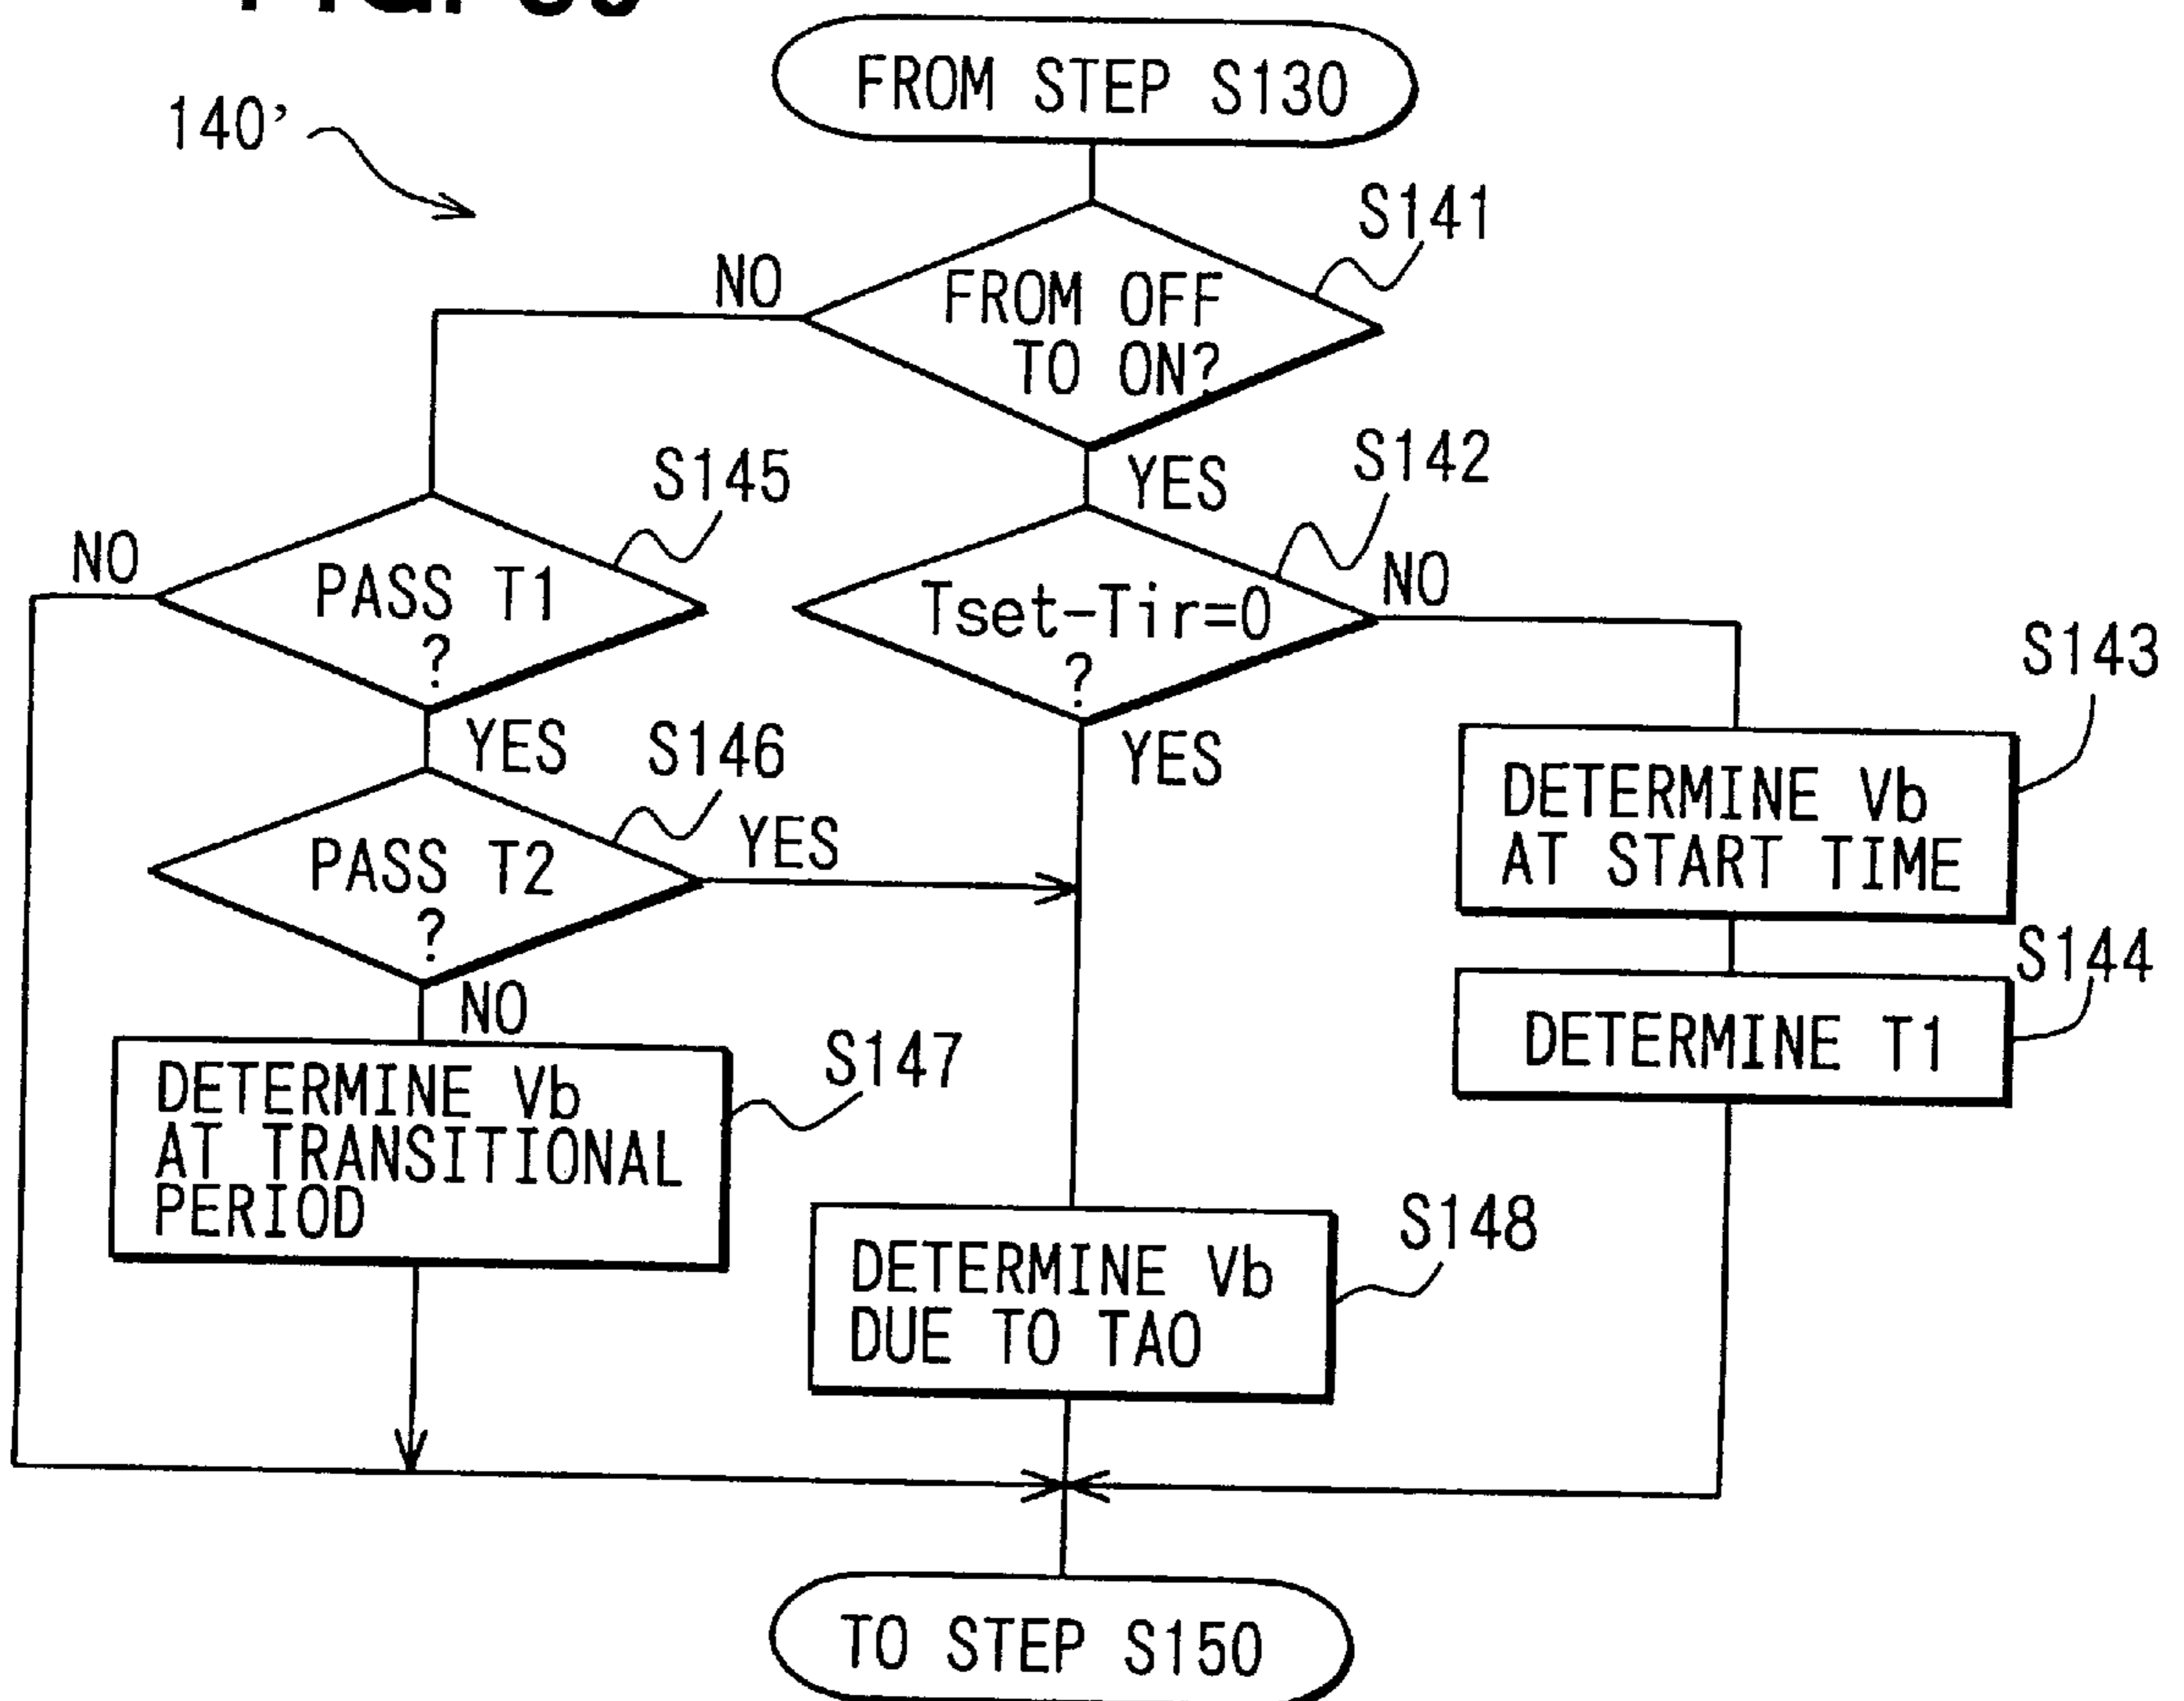 FROM STEP S130
140'
S141
NO
FROM OFF
TO ON?
YES
S142
S145
NO
PASS T1
?
Tset-Tir=0
?
NO
S143
YES
S146
YES
DETERMINE Vb
AT START TIME
PASS T2
?
YES
S144
DETERMINE T1
NO
S147
DETERMINE Vb
AT TRANSITIONAL
PERIOD
S148
DETERMINE Vb
DUE TO TAO
TO STEP S150